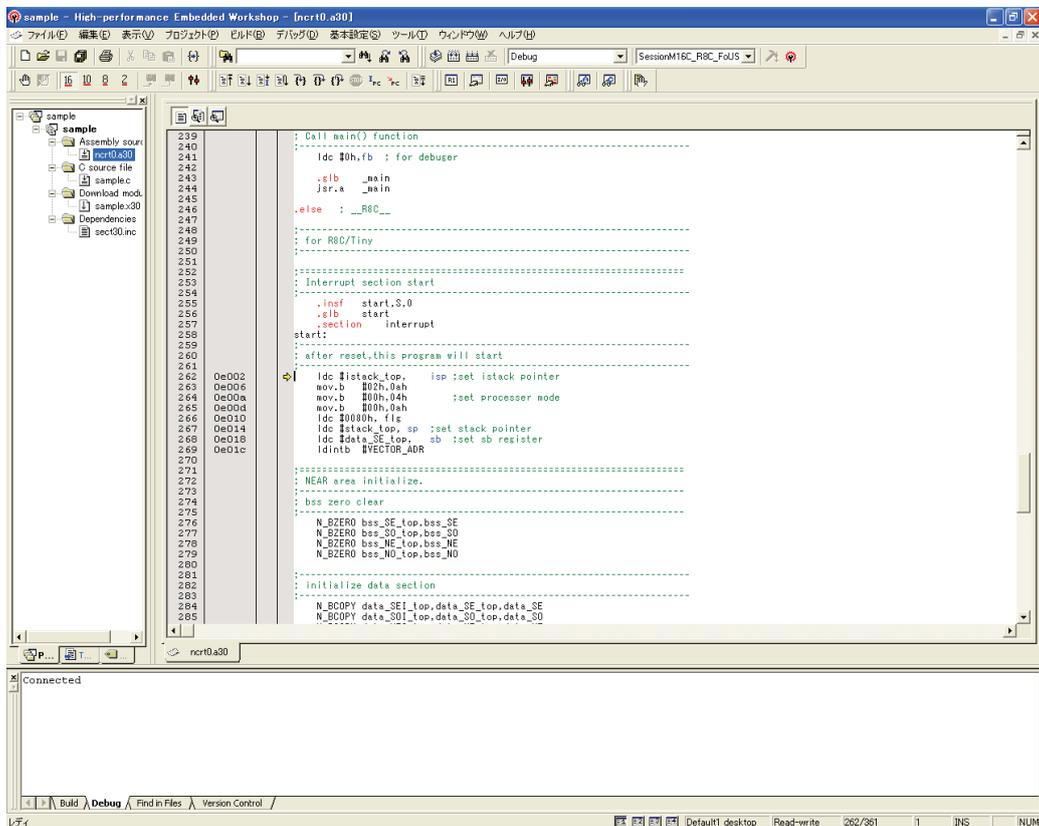 sample - High-performance Embedded Workshop - [ncrt0.a30]
ファイル(F) 編集(E) 表示(V) プロジェクト(P) ビルド(B) デバッグ(D) 基本設定(S) ツール(T) ウィンドウ(W) ヘルプ(H)
Debug SessionM16C_R8C_FoUS
16 10 8 2
sample
sample
Assembly sour
ncrt0.a30
C source file
sample.c
Download modu
sample.x30
Dependencies
sect30.inc
239 ; Call main() function
240 ;---------------------------------------------------------------------
241 ldc #0h,fb ; for debuger
242
243 .glb _main
244 jsr.a _main
245
246 .else ; __R8C__
247
248 ;---------------------------------------------------------------------
249 ; for R8C/Tiny
250 ;---------------------------------------------------------------------
251
252 ;====================================================================
253 ; Interrupt section start
254 ;---------------------------------------------------------------------
255 .insf start,S,0
256 .glb start
257 .section interrupt
258 start:
259 ;---------------------------------------------------------------------
260 ; after reset,this program will start
261 ;---------------------------------------------------------------------
262 0e002 ldc #istack_top, isp ;set istack pointer
263 0e006 mov.b #02h,0ah
264 0e00a mov.b #00h,04h ;set processer mode
265 0e00d mov.b #00h,0ah
266 0e010 ldc #0080h, flg
267 0e014 ldc #stack_top, sp ;set stack pointer
268 0e018 ldc #data_SE_top, sb ;set sb register
269 0e01c ldintb #VECTOR_ADR
270
271 ;====================================================================
272 ; NEAR area initialize.
273 ;--------------------------------------------------------------------
274 ; bss zero clear
275 ;--------------------------------------------------------------------
276 N_BZERO bss_SE_top,bss_SE
277 N_BZERO bss_SO_top,bss_SO
278 N_BZERO bss_NE_top,bss_NE
279 N_BZERO bss_NO_top,bss_NO
280
281 ;---------------------------------------------------------------------
282 ; initialize data section
283 ;---------------------------------------------------------------------
284 N_BCOPY data_SEI_top,data_SE_top,data_SE
285 N_BCOPY data_SOI_top,data_SO_top,data_SO
P... T...
ncrt0.a30
Connected
Build Debug Find in Files Version Control
レディ Default1 desktop Read-write 262/361 1 INS NUM